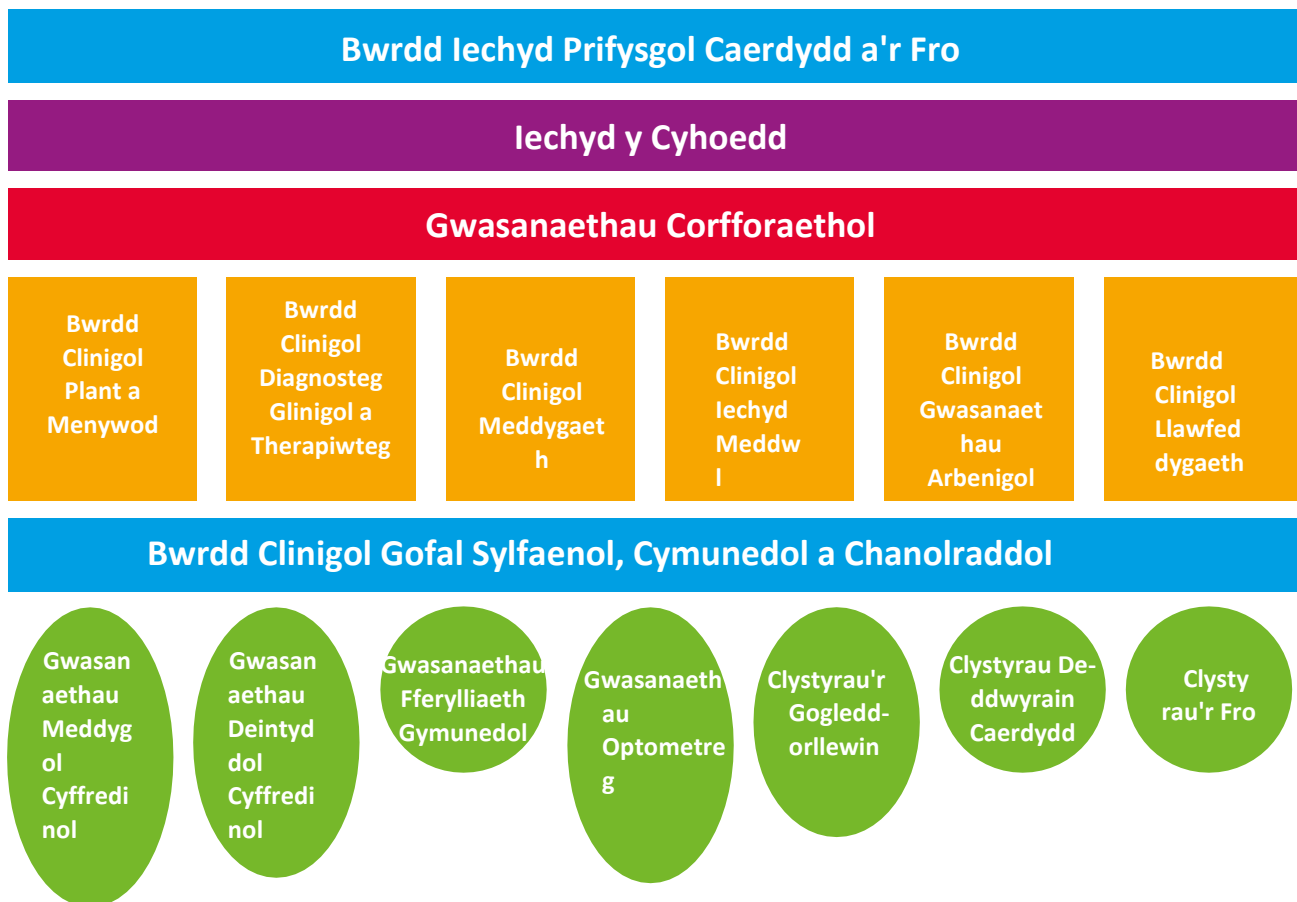 Bwrdd Iechyd Prifysgol Caerdydd a'r Fro
Iechyd y Cyhoedd
Gwasanaethau Corfforaethol
Bwrdd
Clinigol
Plant a
Menywod
Bwrdd
Clinigol
Diagnosteg
Glinigol a
Therapiwteg
Bwrdd
Clinigol
Meddygaet
h
Bwrdd
Clinigol
Iechyd
Meddw
l
Bwrdd
Clinigol
Gwasanaet
hau
Arbenigol
Bwrdd
Clinigol
Llawfed
dygaeth
Bwrdd Clinigol Gofal Sylfaenol, Cymunedol a Chanolraddol
Gwasan
aethau
Meddyg
ol
Cyffredi
nol
Gwasan
aethau
Deintyd
dol
Cyffredi
nol
Gwasanaethau
Fferylliaeth
Gymunedol
Gwasanaeth
au
Optometre
g
Clystyrau'r
Gogledd-
orllewin
Clystyrau De-
ddwyrain
Caerdydd
Clysty
rau'r Fro